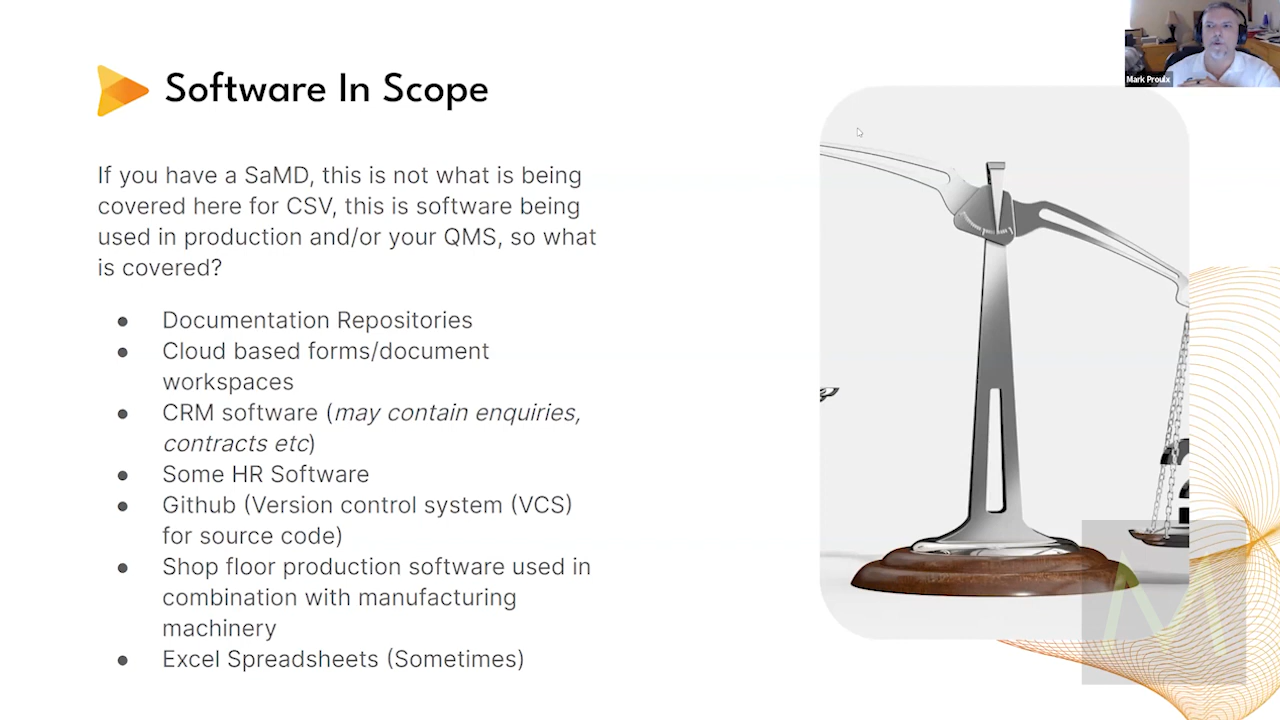 Mark Proulx
Software In Scope
If you have a SaMD, this is not what is being
covered here for CSV, this is software being
used in production and/or your QMS, so what
is covered?
● Documentation Repositories
● Cloud based forms/document
workspaces
● CRM software (may contain enquiries,
contracts etc)
● Some HR Software
● Github (Version control system (VCS)
for source code)
● Shop floor production software used in
combination with manufacturing
machinery
● Excel Spreadsheets (Sometimes)
M